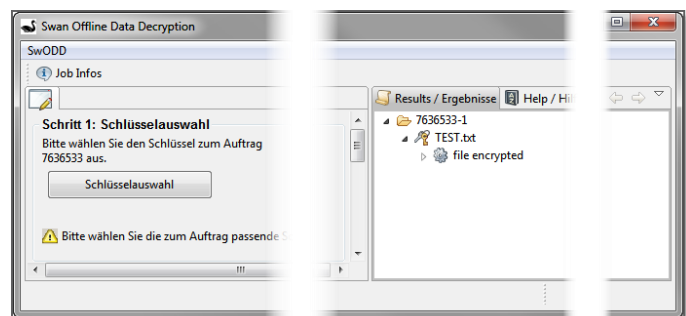 Swan Offline Data Decryption
SwODD
Job Infos
Results / Ergebnisse Help /
Schritt 1: Schlüsselauswahl
Bitte wählen Sie den Schlüssel zum Auftrag
7636533 aus.
Schlüsselauswahl
Bitte wählen Sie die zum Auftrag passende
7636533-1
TEST.txt
file encrypted